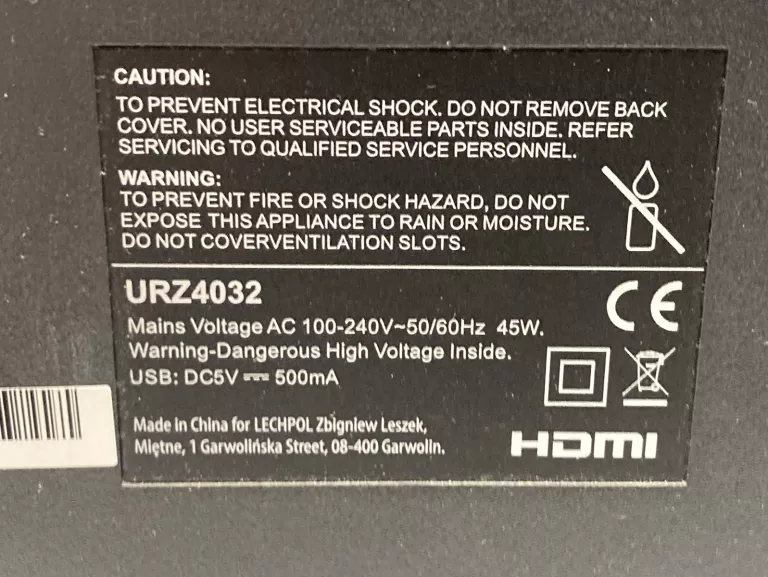 CAUTION:
TO PREVENT ELECTRICAL SHOCK. DO NOT REMOVE BACK
COVER. NO USER SERVICEABLE PARTS INSIDE. REFER
SERVICING TO QUALIFIED SERVICE PERSONNEL.
WARNING:
TO PREVENT FIRE OR SHOCK HAZARD, DO NOT
EXPOSE THIS APPLIANCE TO RAIN OR MOISTURE.
DO NOT COVERVENTILATION SLOTS.
URZ4032
CE
Mains Voltage AC 100-240V~50/60Hz 45W.
Warning-Dangerous High Voltage Inside.
USB: DC5V ⎓ 500mA
Made in China for LECHPOL Zbigniew Leszek,
Miętne, 1 Garwolińska Street, 08-400 Garwolin.
HDMI